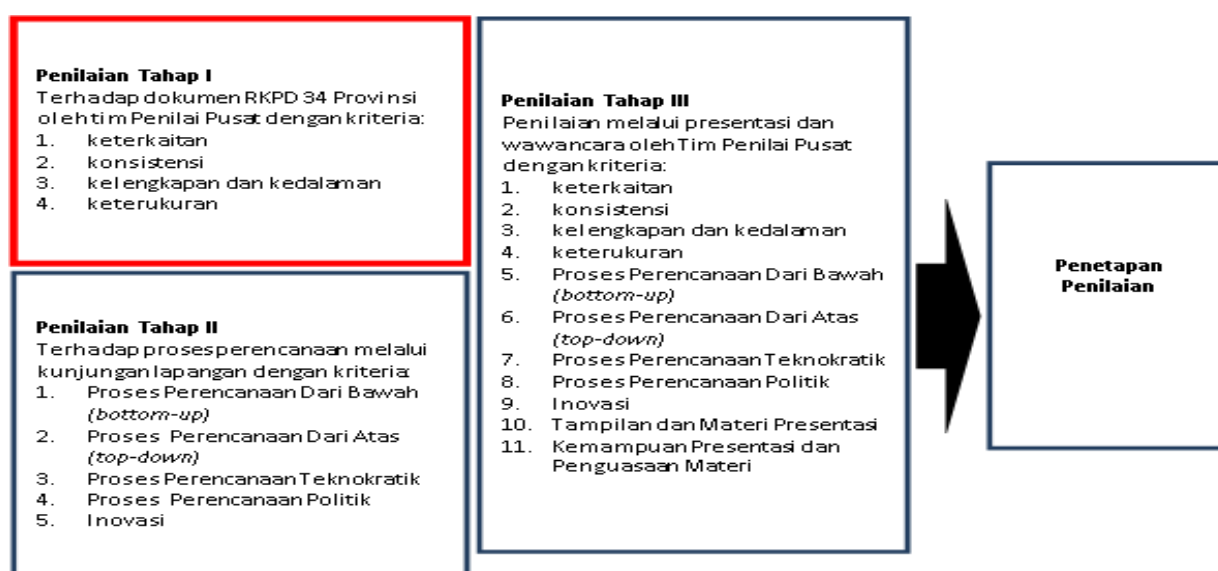 Penilaian Tahap I
Terhadap dokumen RKPD 34 Provinsi
oleh tim Penilai Pusat dengan kriteria:
1. keterkaitan
2. konsistensi
3. kelengkapan dan kedalaman
4. keterukuran
Penilaian Tahap II
Terhadap proses perencanaan melalui
kunjungan lapangan dengan kriteria:
1. Proses Perencanaan Dari Bawah
(bottom-up)
2. Proses Perencanaan Dari Atas
(top-down)
3. Proses Perencanaan Teknokratik
4. Proses Perencanaan Politik
5. Inovasi
Penilaian Tahap III
Penilaian melalui presentasi dan
wawancara oleh Tim Penilai Pusat
dengan kriteria:
1. keterkaitan
2. konsistensi
3. kelengkapan dan kedalaman
4. keterukuran
5. Proses Perencanaan Dari Bawah
(bottom-up)
6. Proses Perencanaan Dari Atas
(top-down)
7. Proses Perencanaan Teknokratik
8. Proses Perencanaan Politik
9. Inovasi
10. Tampilan dan Materi Presentasi
11. Kemampuan Presentasi dan
Penguasaan Materi
Penetapan
Penilaian